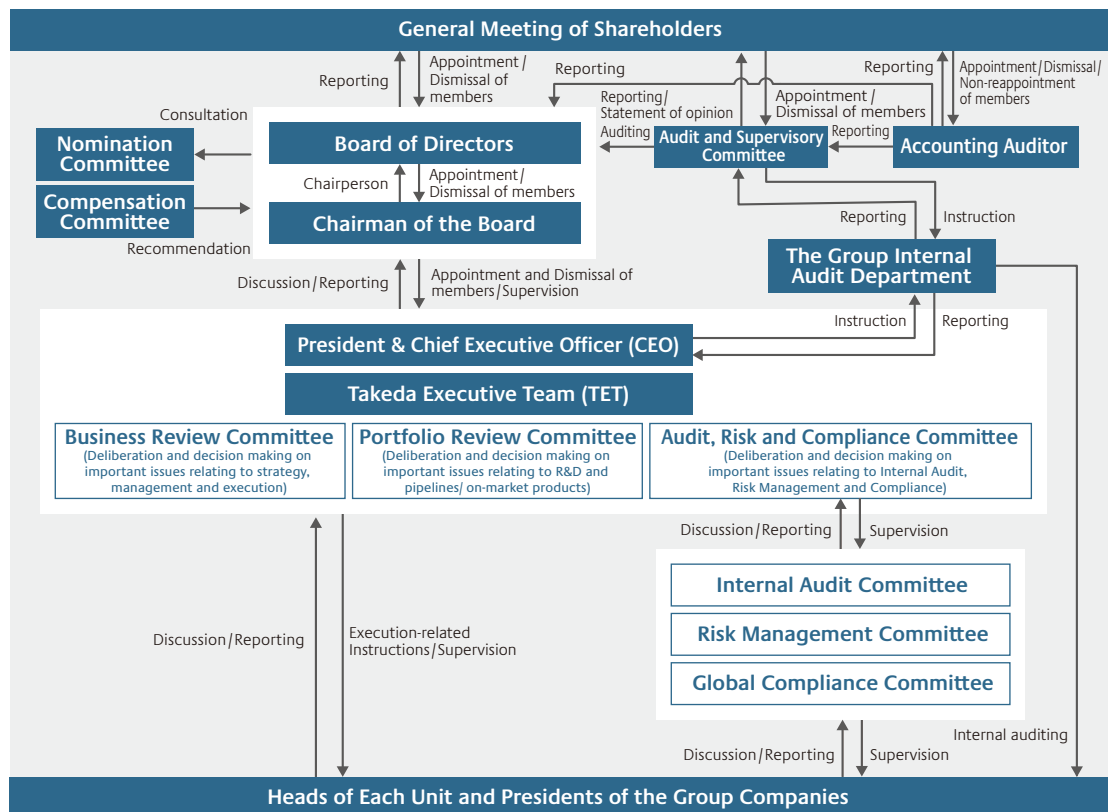 General Meeting of Shareholders
Reporting
Appointment/
Dismissal of
members
Reporting
Reporting/
Statement of opinion
Appointment/
Dismissal of members
Reporting
Appointment/Dismissal/
Non-reappointment
of members
Consultation
Nomination
Committee
Compensation
Committee
Recommendation
Board of Directors
Chairperson
Appointment/
Dismissal of members
Chairman of the Board
Auditing
Audit and Supervisory
Committee
Reporting
Accounting Auditor
Reporting
Instruction
The Group Internal
Audit Department
Discussion/Reporting
Appointment and Dismissal of
members/Supervision
Instruction
Reporting
President & Chief Executive Officer (CEO)
Takeda Executive Team (TET)
Business Review Committee
(Deliberation and decision making on
important issues relating to strategy,
management and execution)
Portfolio Review Committee
(Deliberation and decision making on
important issues relating to R&D and
pipelines/ on-market products)
Audit, Risk and Compliance Committee
(Deliberation and decision making on
important issues relating to Internal Audit,
Risk Management and Compliance)
Discussion/Reporting
Supervision
Internal Audit Committee
Risk Management Committee
Global Compliance Committee
Discussion/Reporting
Execution-related
Instructions/Supervision
Discussion/Reporting
Supervision
Internal auditing
Heads of Each Unit and Presidents of the Group Companies